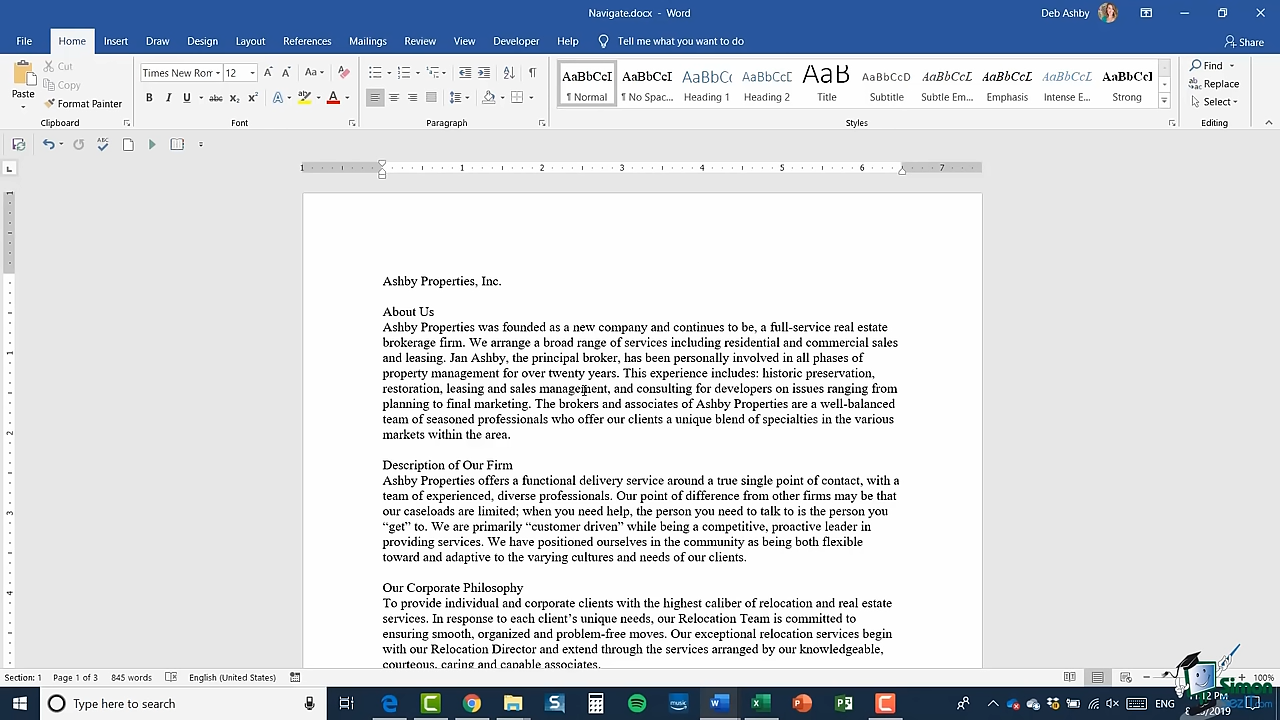 Navigate.docx - Word
Deb Ashby
File Home Insert Draw Design Layout References Mailings Review View Developer Help Tell me what you want to do
Share
Paste
Cut
Copy
Format Painter
Clipboard
Times New Ron 12
Font
Paragraph
AaBbCcI AaBbCcI AaBbCc AaBbCcC AaB AaBbCcD AaBbCcL AaBbCcL AaBbCcL AaBbCcl
¶ Normal ¶ No Spac... Heading 1 Heading 2 Title Subtitle Subtle Em... Emphasis Intense E... Strong
Styles
Find
Replace
Select
Editing
1 1 2 3 4 5 6 7
Ashby Properties, Inc.
About Us
Ashby Properties was founded as a new company and continues to be, a full-service real estate
brokerage firm. We arrange a broad range of services including residential and commercial sales
and leasing. Jan Ashby, the principal broker, has been personally involved in all phases of
property management for over twenty years. This experience includes: historic preservation,
restoration, leasing and sales management, and consulting for developers on issues ranging from
planning to final marketing. The brokers and associates of Ashby Properties are a well-balanced
team of seasoned professionals who offer our clients a unique blend of specialties in the various
markets within the area.
Description of Our Firm
Ashby Properties offers a functional delivery service around a true single point of contact, with a
team of experienced, diverse professionals. Our point of difference from other firms may be that
our caseloads are limited; when you need help, the person you need to talk to is the person you
“get” to. We are primarily “customer driven” while being a competitive, proactive leader in
providing services. We have positioned ourselves in the community as being both flexible
toward and adaptive to the varying cultures and needs of our clients.
Our Corporate Philosophy
To provide individual and corporate clients with the highest caliber of relocation and real estate
services. In response to each client’s unique needs, our Relocation Team is committed to
ensuring smooth, organized and problem-free moves. Our exceptional relocation services begin
with our Relocation Director and extend through the services arranged by our knowledgeable,
courteous, caring and capable associates.
Section: 1 Page 1 of 3 845 words English (United States)
100%
Type here to search
music
ENG